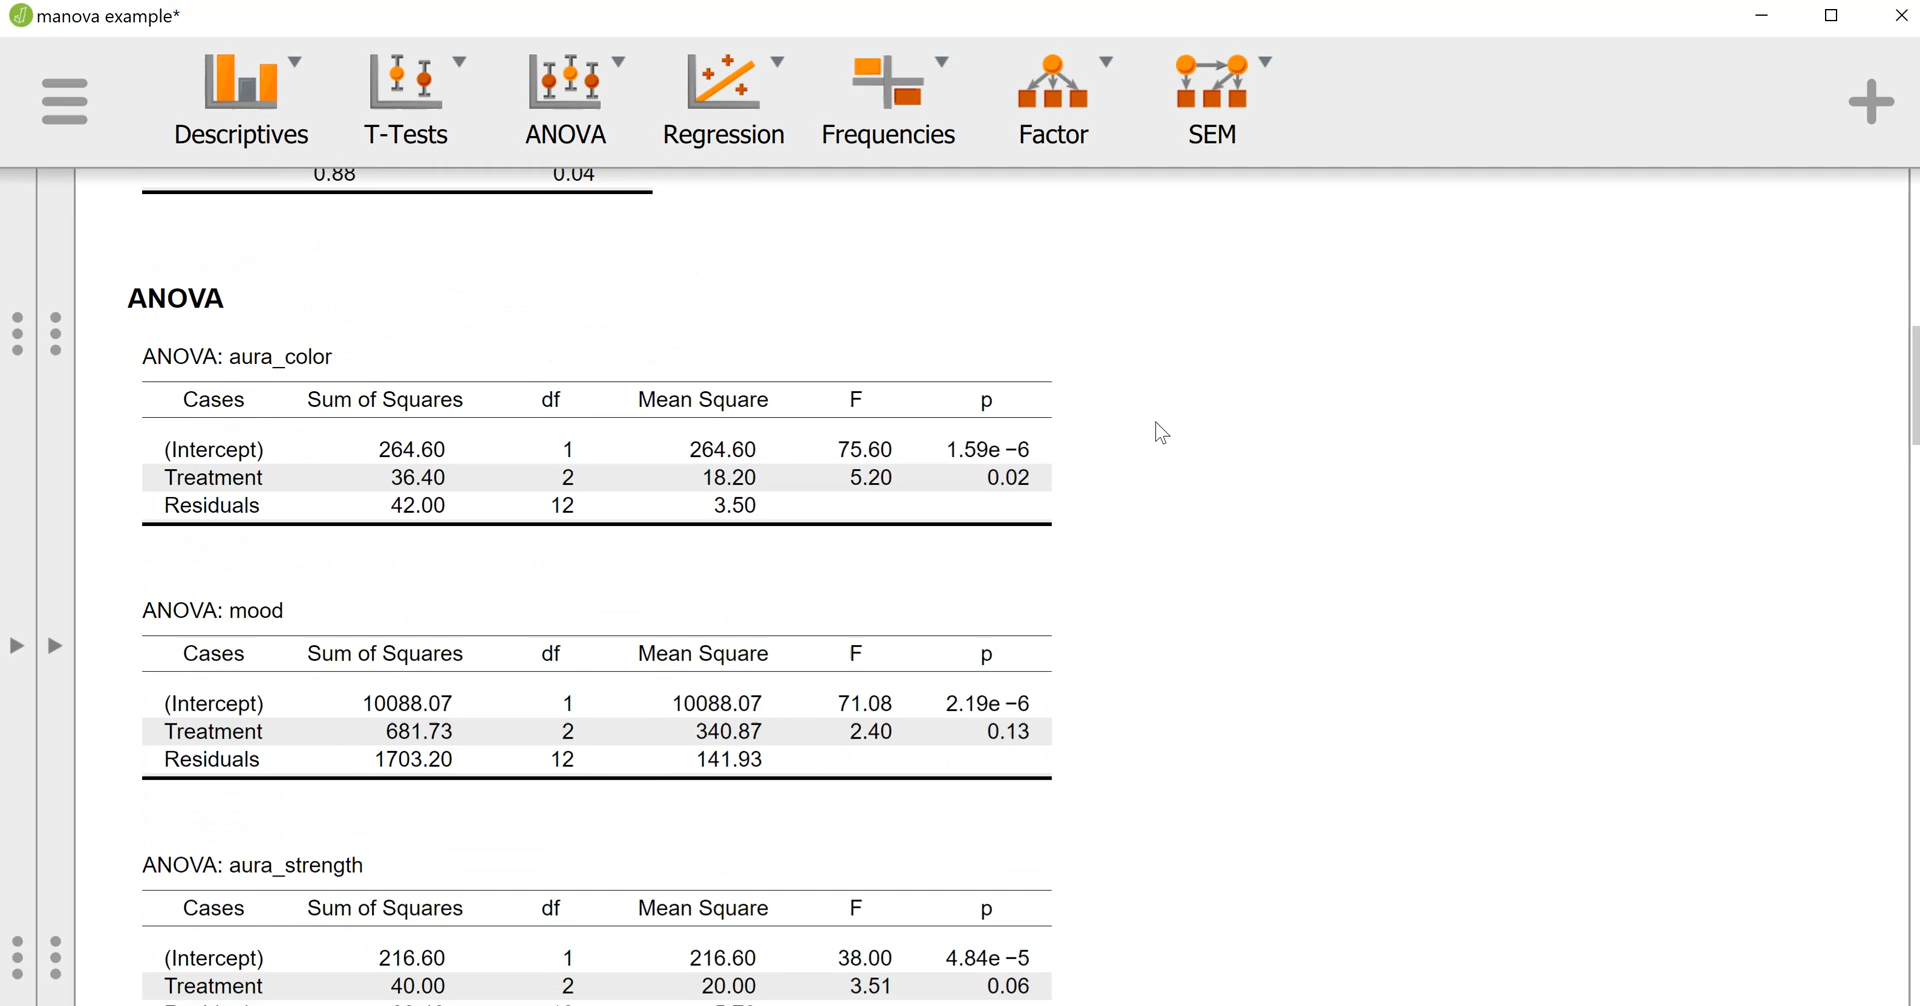 manova example*
Descriptives T-Tests ANOVA Regression Frequencies Factor SEM
0.88 0.04
ANOVA
ANOVA: aura_color
Cases Sum of Squares df Mean Square F p
(Intercept) 264.60 1 264.60 75.60 1.59e −6
Treatment 36.40 2 18.20 5.20 0.02
Residuals 42.00 12 3.50
ANOVA: mood
Cases Sum of Squares df Mean Square F p
(Intercept) 10088.07 1 10088.07 71.08 2.19e −6
Treatment 681.73 2 340.87 2.40 0.13
Residuals 1703.20 12 141.93
ANOVA: aura_strength
Cases Sum of Squares df Mean Square F p
(Intercept) 216.60 1 216.60 38.00 4.84e −5
Treatment 40.00 2 20.00 3.51 0.06